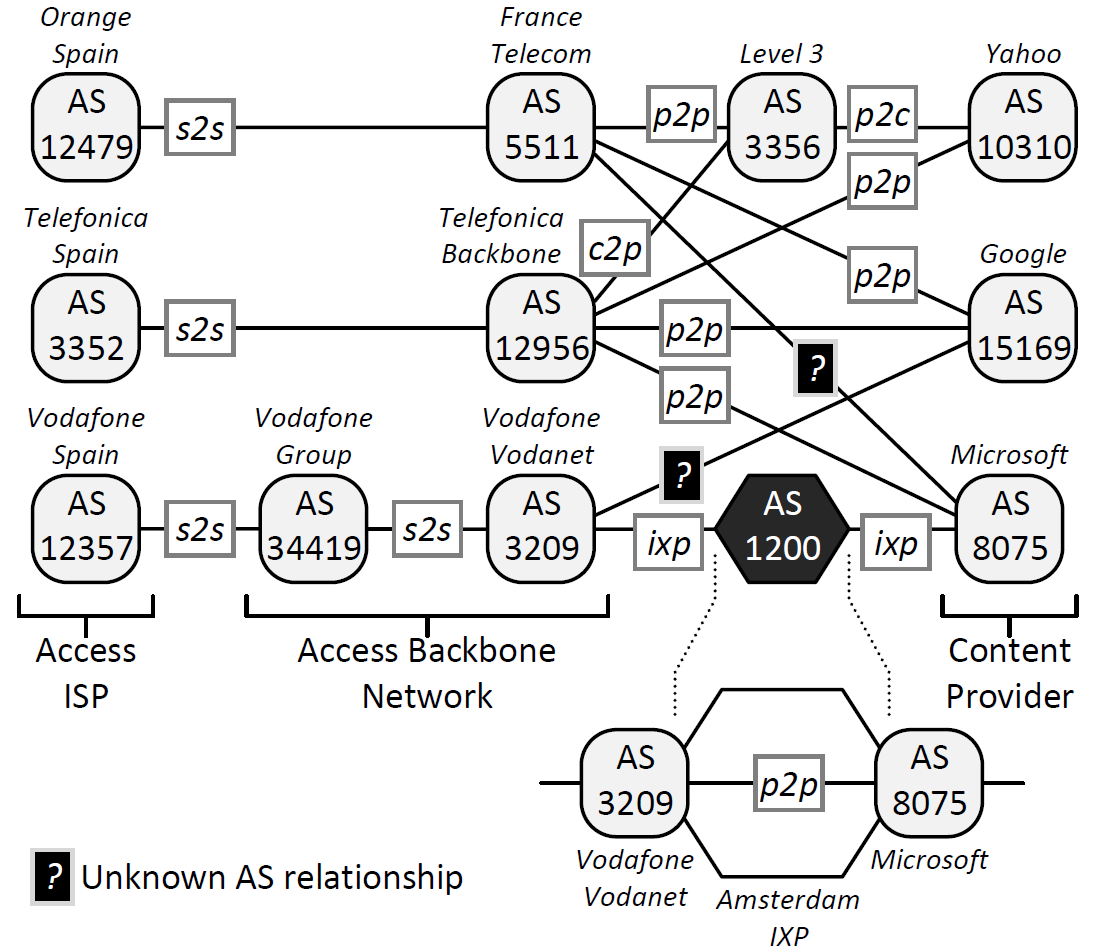 Orange
Spain
France
Telecom
Level 3
Yahoo
AS
12479
s2s
AS
5511
p2p
AS
3356
p2c
AS
10310
p2p
Telefonica
Spain
Telefonica
Backbone
c2p
Google
p2p
AS
3352
s2s
AS
12956
p2p
AS
15169
?
p2p
Vodafone
Spain
Vodafone
Group
Vodafone
Vodanet
Microsoft
?
AS
12357
s2s
AS
34419
s2s
AS
3209
ixp
AS
1200
ixp
AS
8075
Access
ISP
Access Backbone
Network
Content
Provider
AS
3209
p2p
AS
8075
Vodafone
Vodanet
Microsoft
Amsterdam
IXP
? Unknown AS relationship